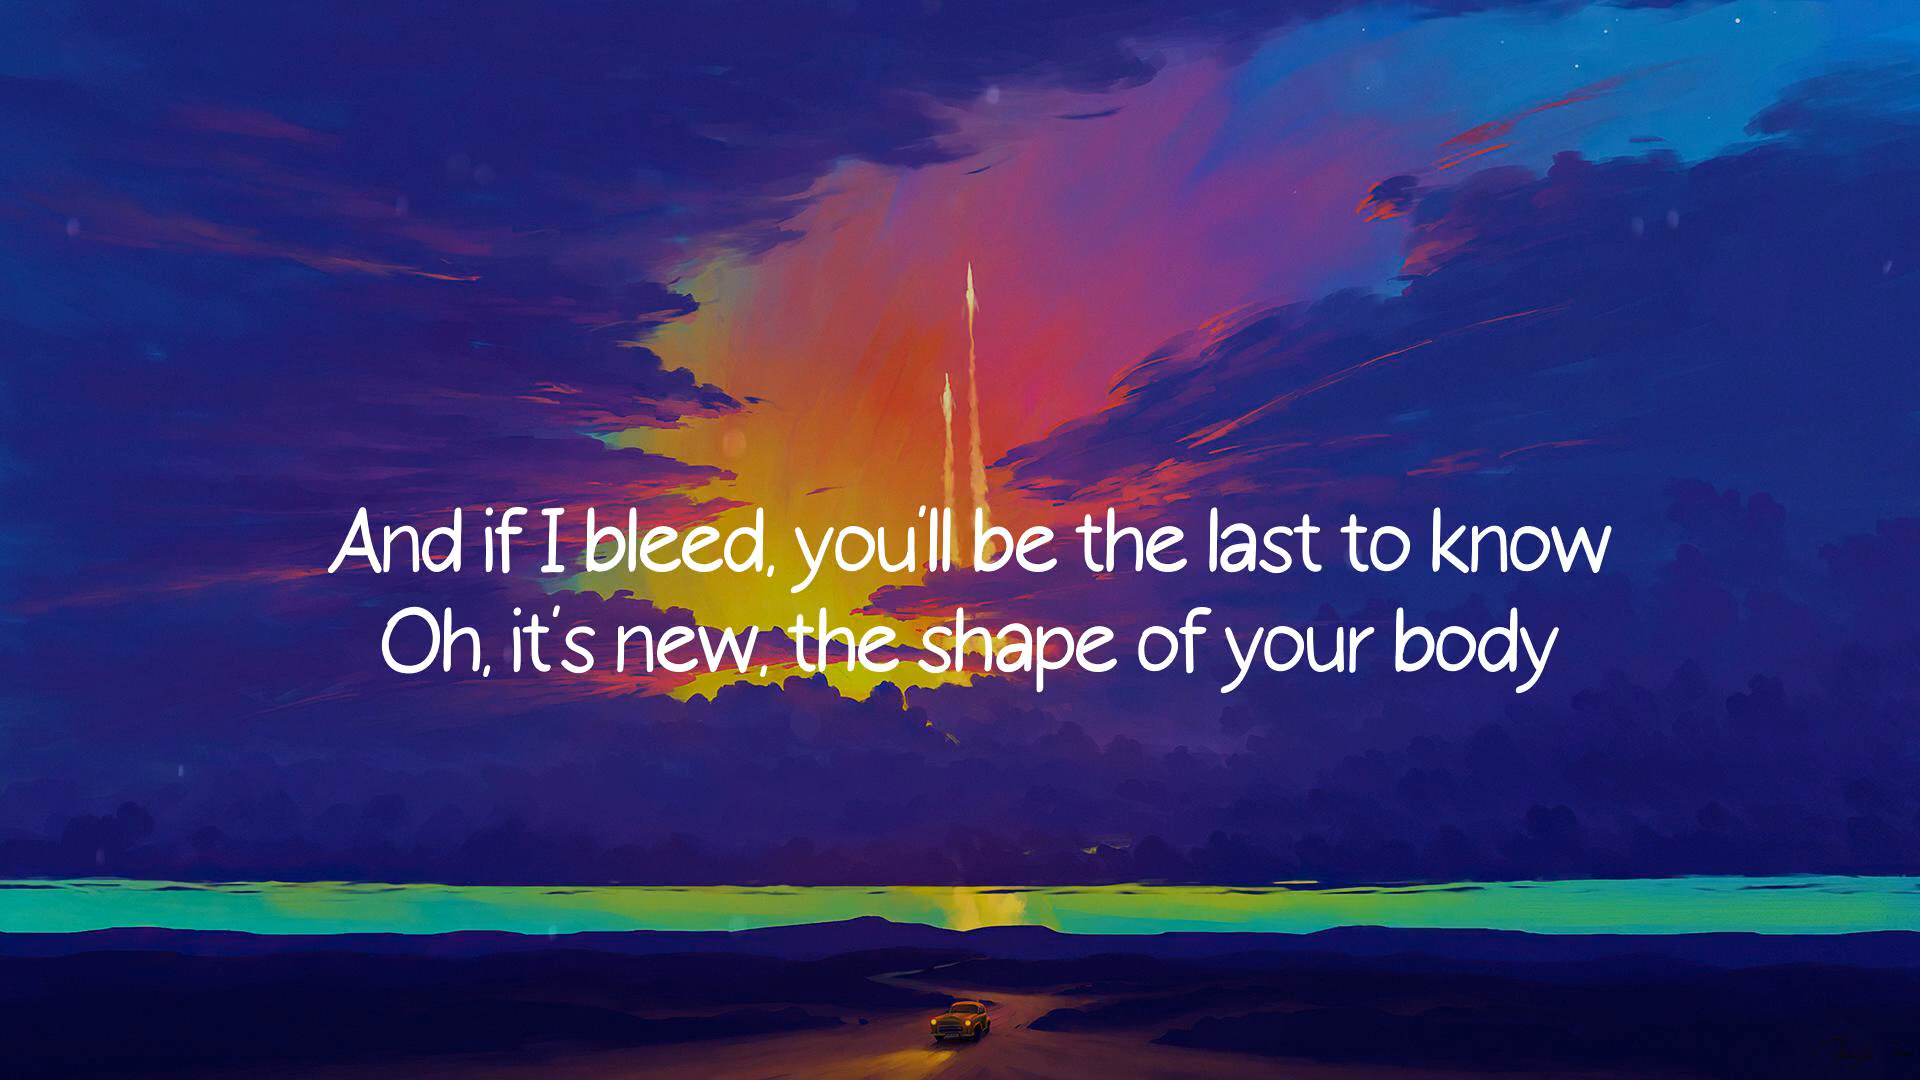 And if I bleed, you'll be the last to know
Oh, it's new, the shape of your body